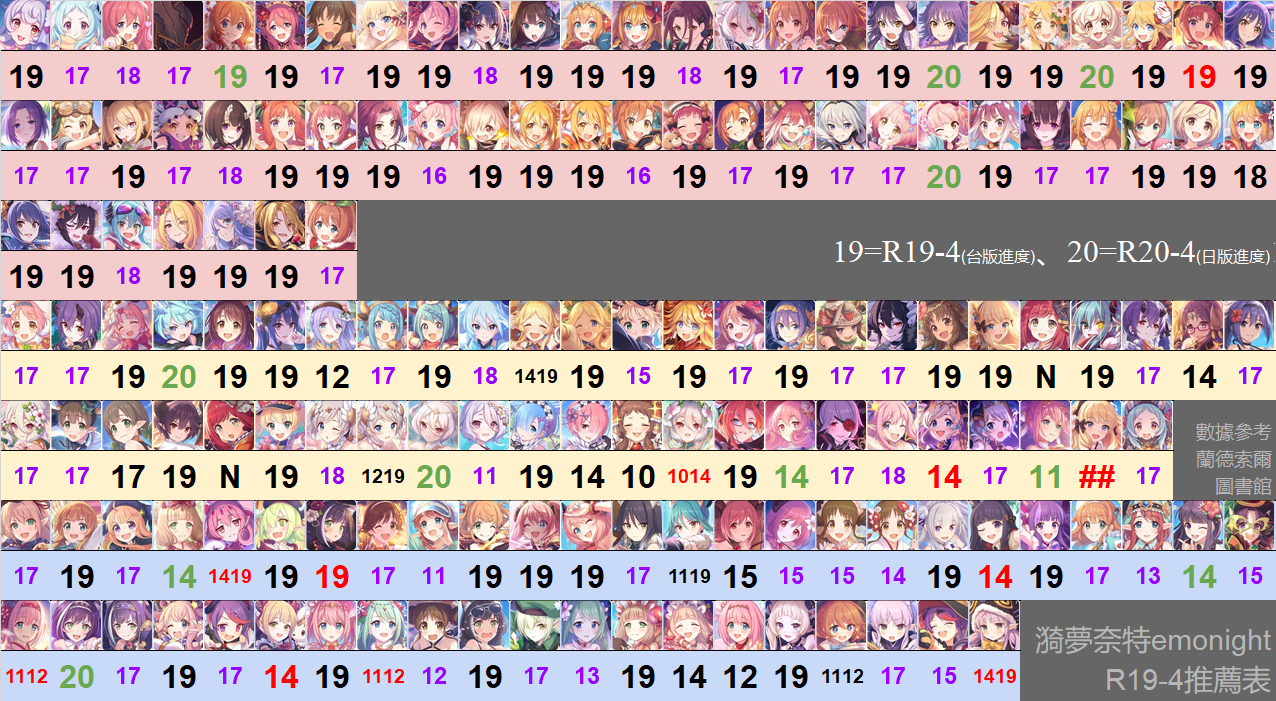 19 17 18 17 19 19 17 19 19 18 19 19 19 18 19 17 19 19 20 19 19 20 19 19 19
17 17 19 17 18 19 19 19 16 19 19 19 16 19 17 19 17 17 20 19 17 17 19 19 18
19 19 18 19 19 19 17
19=R19-4(台版進度)、20=R20-4(日版進度)
17 17 19 20 19 19 12 17 19 18 1419 19 15 19 17 19 17 17 19 19 N 19 17 14 17
17 17 17 19 N 19 18 1219 20 11 19 14 10 1014 19 14 17 18 14 17 11 ## 17
數據參考
蘭德索爾
圖書館
17 19 17 14 1419 19 19 17 11 19 19 19 17 1119 15 15 15 14 19 14 19 17 13 14 15
1112 20 17 19 17 14 19 1112 12 19 17 13 19 14 12 19 1112 17 15 1419
漪夢奈特emonight
R19-4推薦表